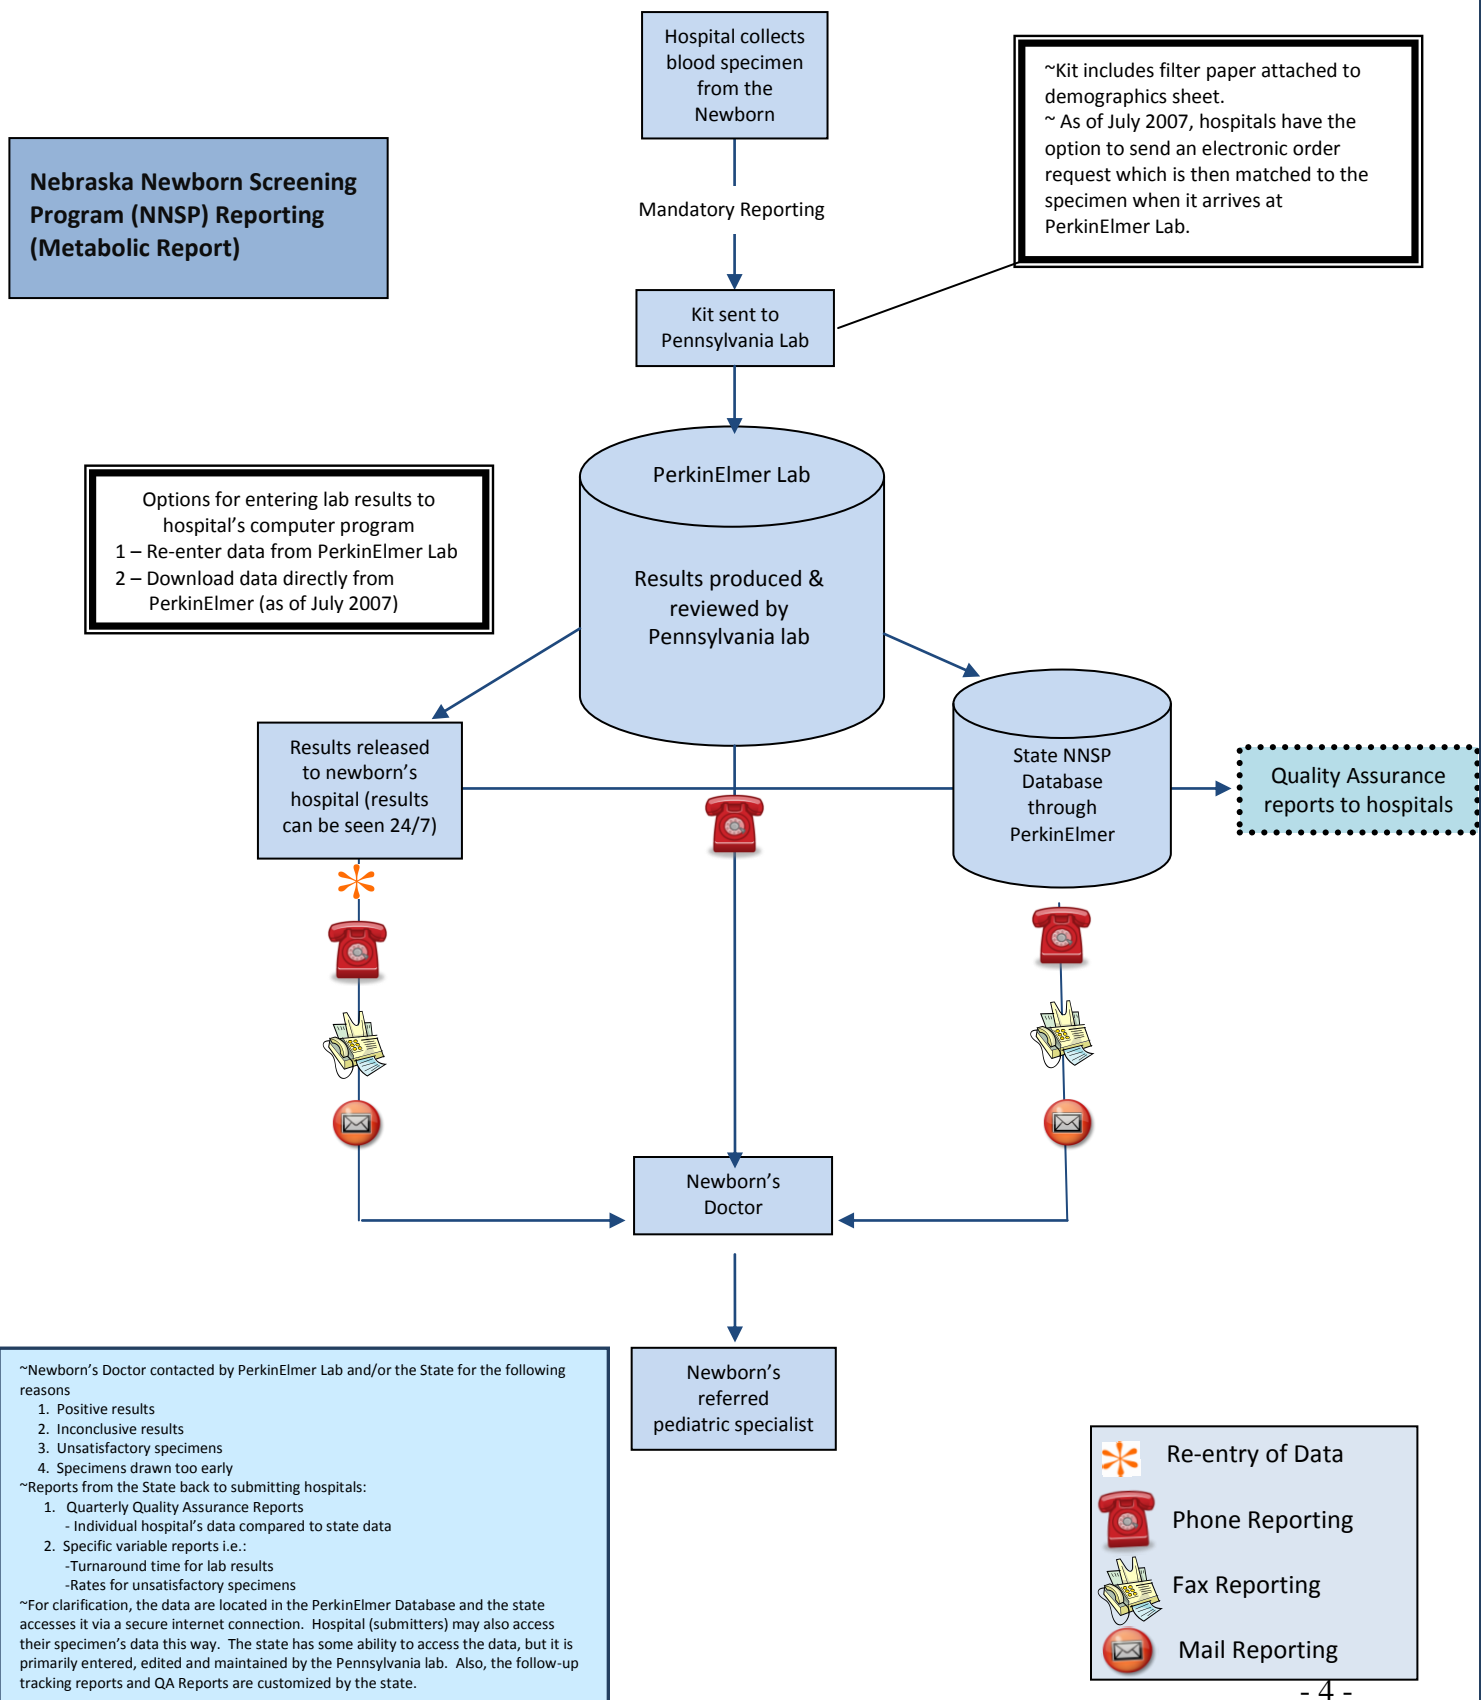 Hospital collects
blood specimen
from the
Newborn
~Kit includes filter paper attached to
demographics sheet.
~ As of July 2007, hospitals have the
option to send an electronic order
request which is then matched to the
specimen when it arrives at
PerkinElmer Lab.
Nebraska Newborn Screening
Program (NNSP) Reporting
(Metabolic Report)
Mandatory Reporting
Kit sent to
Pennsylvania Lab
PerkinElmer Lab
Results produced &
reviewed by
Pennsylvania lab
Options for entering lab results to
hospital's computer program
1 – Re-enter data from PerkinElmer Lab
2 – Download data directly from
PerkinElmer (as of July 2007)
Results released
to newborn's
hospital (results
can be seen 24/7)
State NNSP
Database
through
PerkinElmer
Quality Assurance
reports to hospitals
Newborn's
Doctor
Newborn's
referred
pediatric specialist
~Newborn's Doctor contacted by PerkinElmer Lab and/or the State for the following
reasons
1. Positive results
2. Inconclusive results
3. Unsatisfactory specimens
4. Specimens drawn too early
~Reports from the State back to submitting hospitals:
1. Quarterly Quality Assurance Reports
- Individual hospital's data compared to state data
2. Specific variable reports i.e.:
-Turnaround time for lab results
-Rates for unsatisfactory specimens
~For clarification, the data are located in the PerkinElmer Database and the state
accesses it via a secure internet connection. Hospital (submitters) may also access
their specimen's data this way. The state has some ability to access the data, but it is
primarily entered, edited and maintained by the Pennsylvania lab. Also, the follow-up
tracking reports and QA Reports are customized by the state.
Re-entry of Data
Phone Reporting
Fax Reporting
Mail Reporting
- 4 -